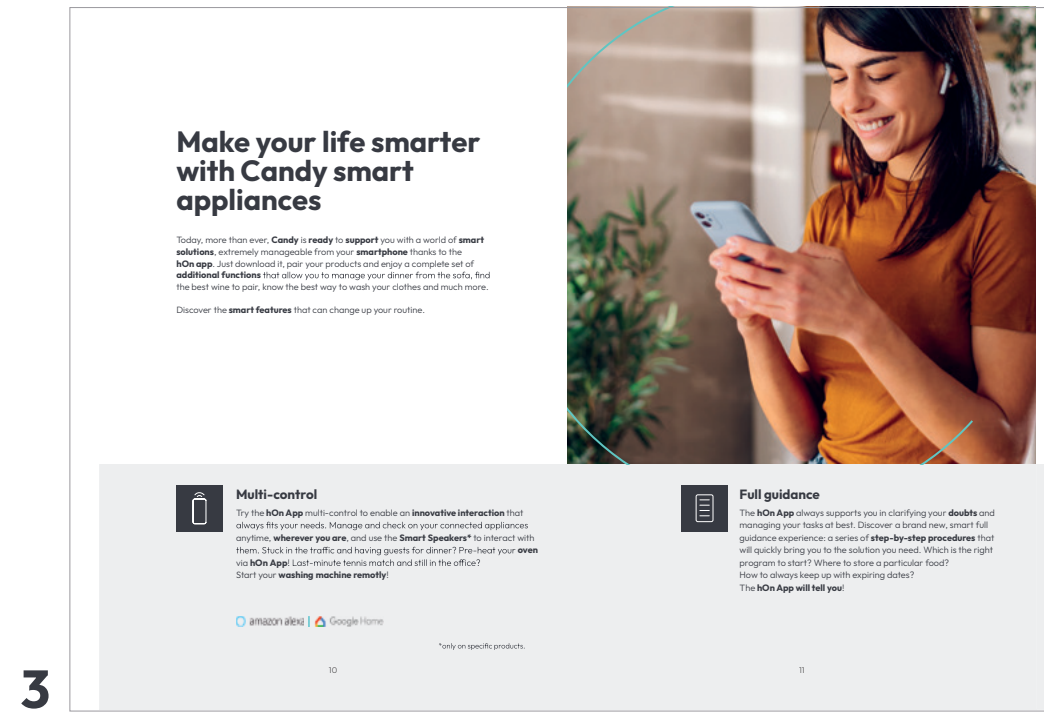 Make your life smarter
with Candy smart
appliances
Today, more than ever, Candy is ready to support you with a world of smart
solutions, extremely manageable from your smartphone thanks to the
hOn app. Just download it, pair your products and enjoy a complete set of
additional functions that allow you to manage your dinner from the sofa, find
the best wine to pair, know the best way to wash your clothes and much more.
Discover the smart features that can change up your routine.
Multi-control
Try the hOn App multi-control to enable an innovative interaction that
always fits your needs. Manage and check on your connected appliances
anytime, wherever you are, and use the Smart Speakers* to interact with
them. Stuck in the traffic and having guests for dinner? Pre-heat your oven
via hOn App! Last-minute tennis match and still in the office?
Start your washing machine remotly!
amazon alexa | Google Home
*only on specific products.
10
Full guidance
The hOn App always supports you in clarifying your doubts and
managing your tasks at best. Discover a brand new, smart full
guidance experience: a series of step-by-step procedures that
will quickly bring you to the solution you need. Which is the right
program to start? Where to store a particular food?
How to always keep up with expiring dates?
The hOn App will tell you!
11
3